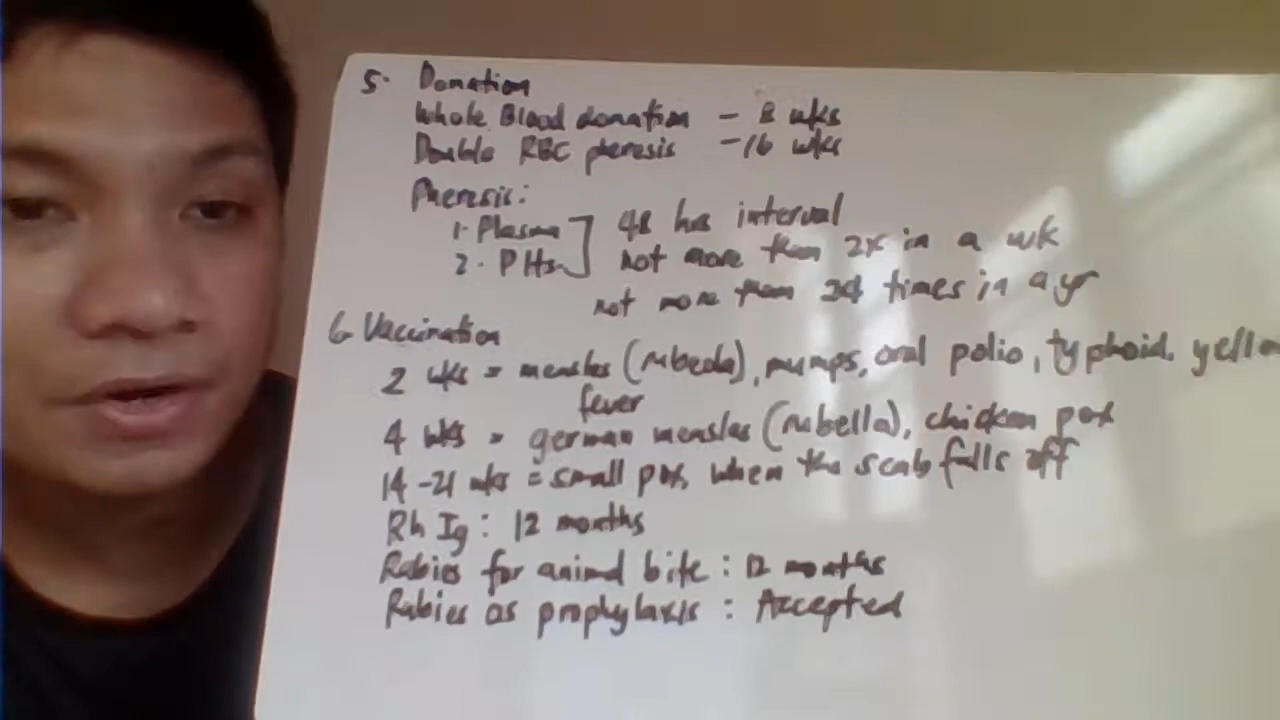 5. Donation
Whole Blood donation - 8 wks
Double RBC pheresis - 16 wks
Pheresis:
1. Plasma ] 48 hrs interval
2. Plts ] not more than 2x in a wk
not more than 24 times in a yr
6. Vaccination
2 wks = measles (rubeola), mumps, oral polio, typhoid, yello
fever
4 wks = german measles (rubella), chicken pox
14-21 wks = small pox, when the scab falls off
Rh Ig: 12 months
Rabies for animal bite: 12 months
Rabies as prophylaxis: Accepted